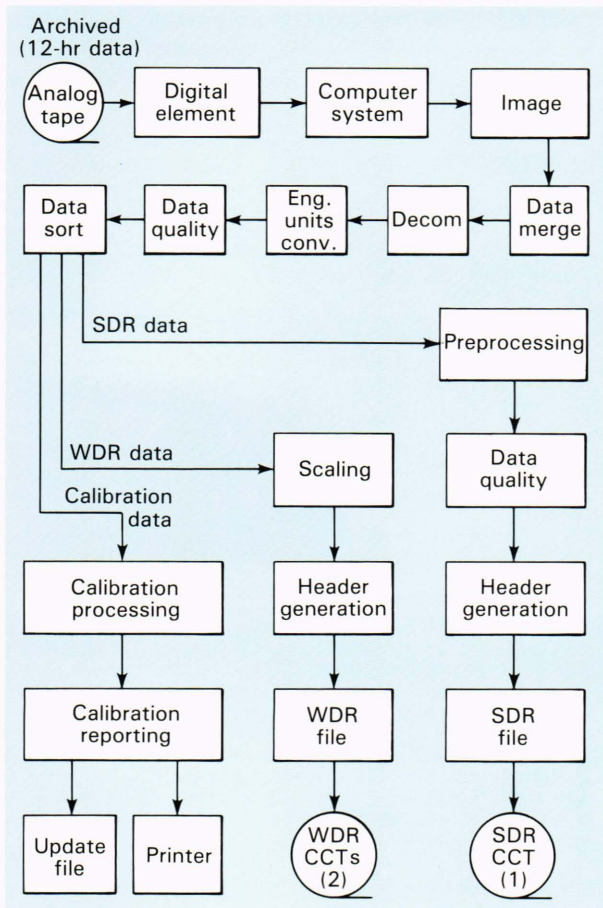 Archived
(12-hr data)
Analog
tape
Digital
element
Computer
system
Image
Data
sort
Data
quality
Eng.
units
conv.
Decom
Data
merge
SDR data
Preprocessing
WDR data
Scaling
Data
quality
Calibration
data
Calibration
processing
Header
generation
Header
generation
Calibration
reporting
WDR
file
SDR
file
Update
file
Printer
WDR
CCTs
(2)
SDR
CCT
(1)